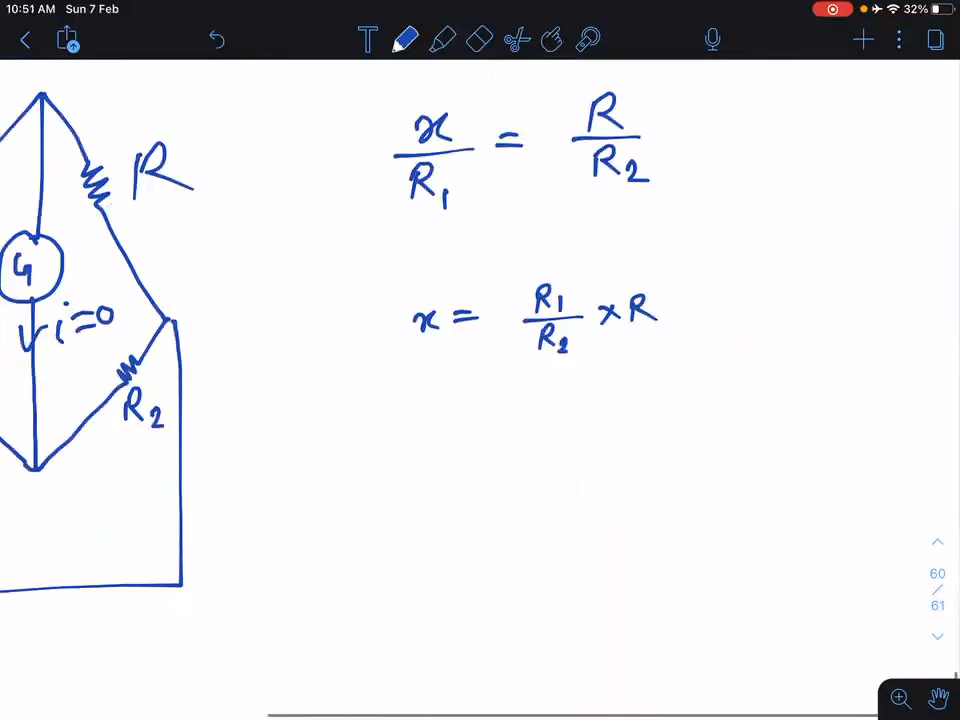 10:51 AM Sun 7 Feb
32%
T
x/R₁ = R/R₂
R
G
i=0
x = R₁/R₂ × R
R₂
60
/
61